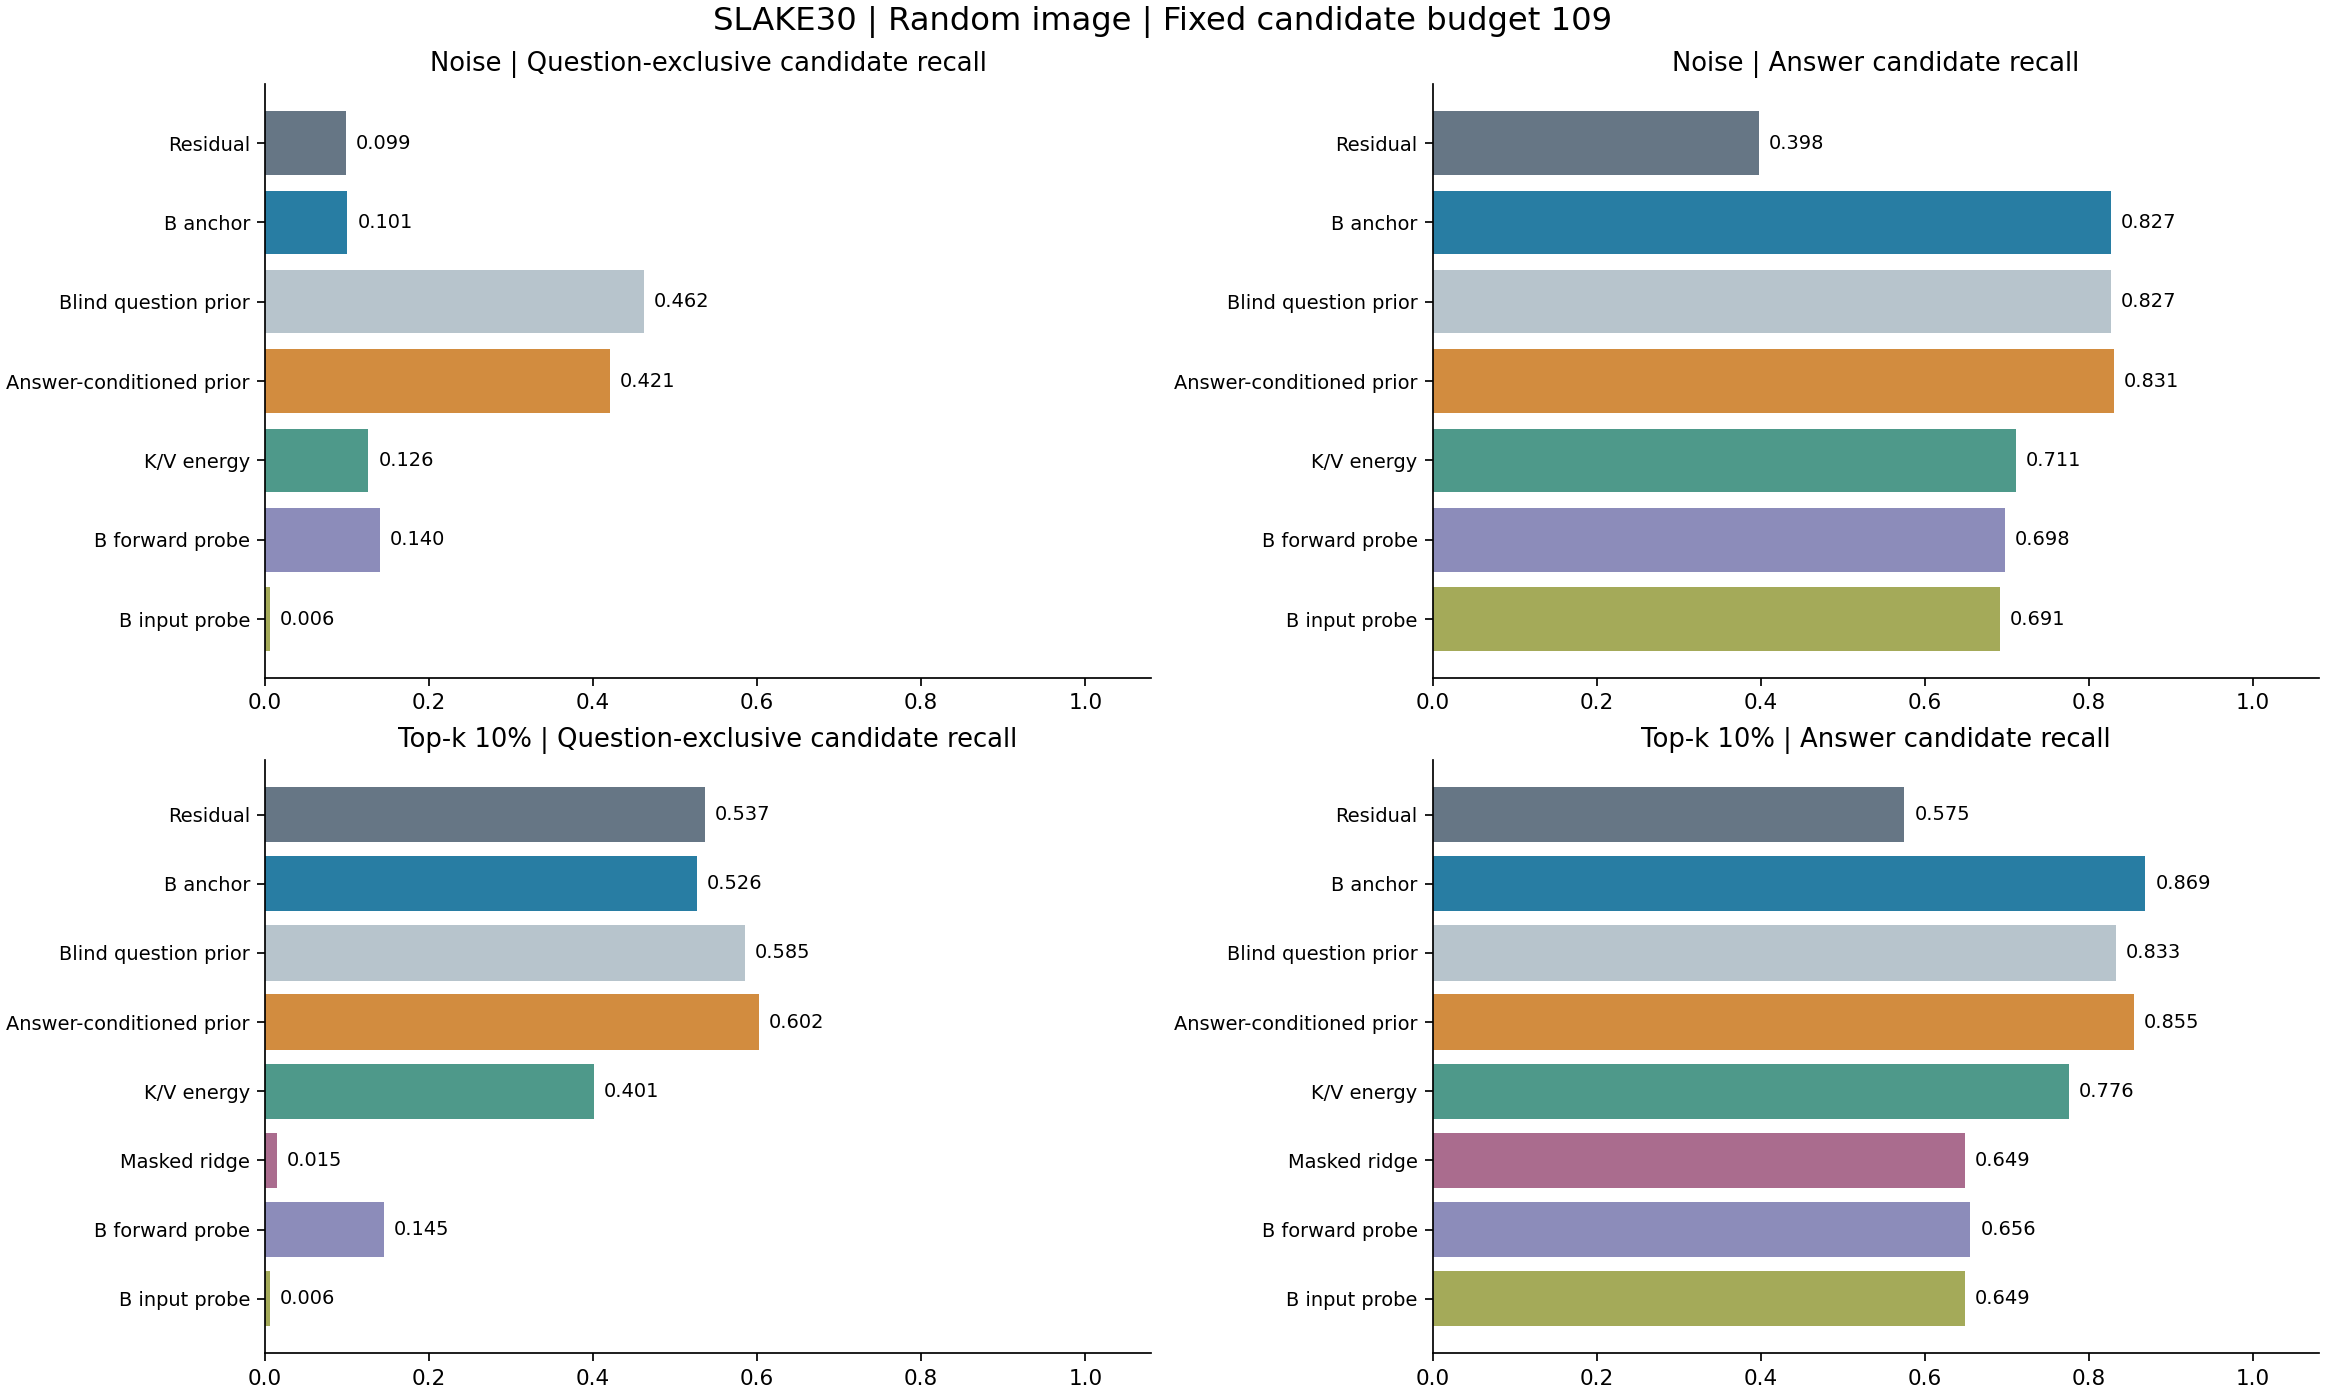 SLAKE30 | Random image | Fixed candidate budget 109
Noise | Question-exclusive candidate recall
Residual 0.099
B anchor 0.101
Blind question prior 0.462
Answer-conditioned prior 0.421
K/V energy 0.126
B forward probe 0.140
B input probe 0.006
0.0 0.2 0.4 0.6 0.8 1.0
Noise | Answer candidate recall
Residual 0.398
B anchor 0.827
Blind question prior 0.827
Answer-conditioned prior 0.831
K/V energy 0.711
B forward probe 0.698
B input probe 0.691
0.0 0.2 0.4 0.6 0.8 1.0
Top-k 10% | Question-exclusive candidate recall
Residual 0.537
B anchor 0.526
Blind question prior 0.585
Answer-conditioned prior 0.602
K/V energy 0.401
Masked ridge 0.015
B forward probe 0.145
B input probe 0.006
0.0 0.2 0.4 0.6 0.8 1.0
Top-k 10% | Answer candidate recall
Residual 0.575
B anchor 0.869
Blind question prior 0.833
Answer-conditioned prior 0.855
K/V energy 0.776
Masked ridge 0.649
B forward probe 0.656
B input probe 0.649
0.0 0.2 0.4 0.6 0.8 1.0